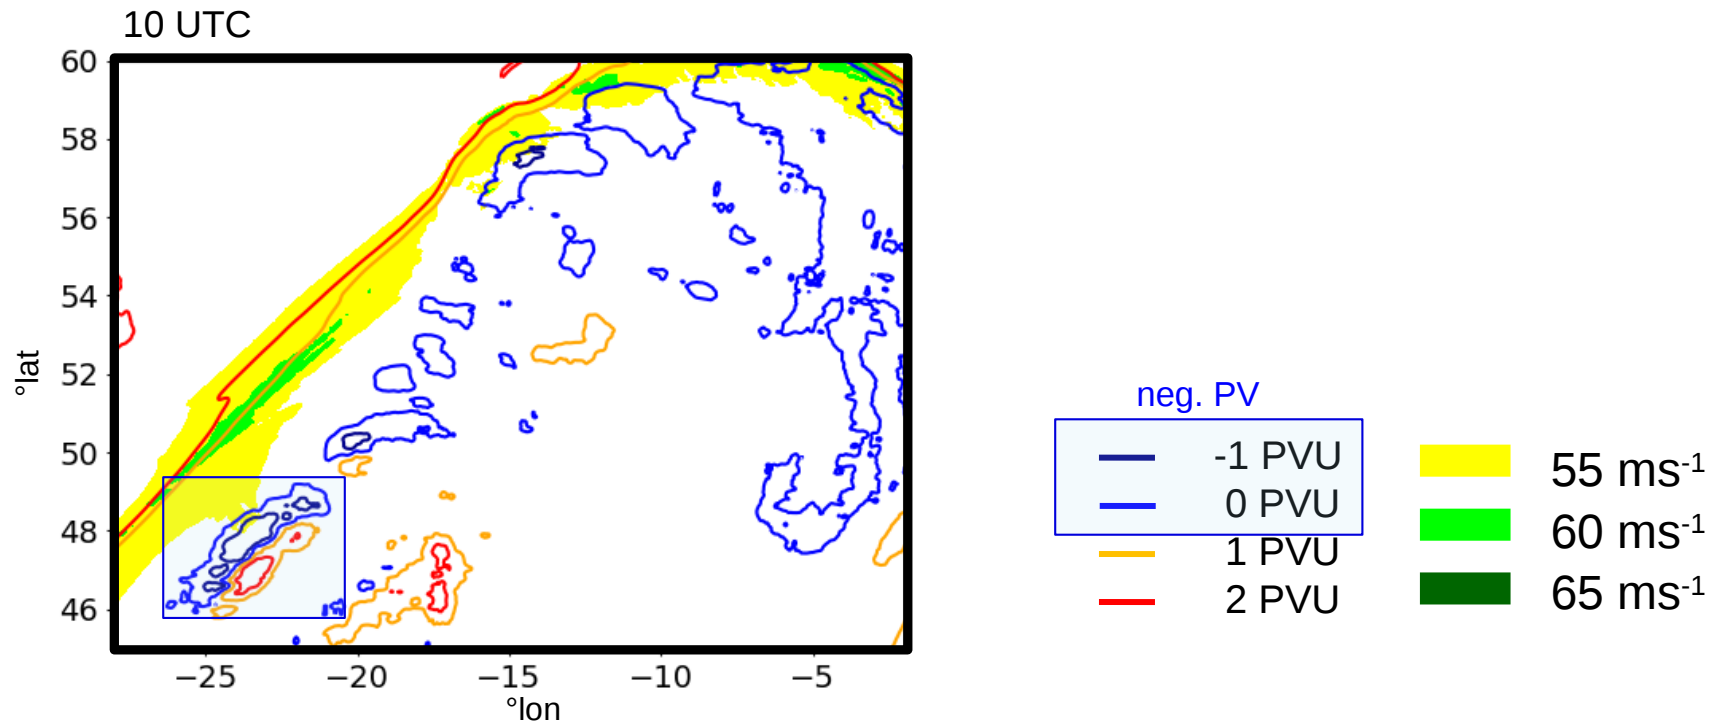 10 UTC
60
58
56
54
52
50
48
46
°lat
−25
−20
−15
−10
−5
°lon
neg. PV
-1 PVU
0 PVU
1 PVU
2 PVU
55 ms-1
60 ms-1
65 ms-1